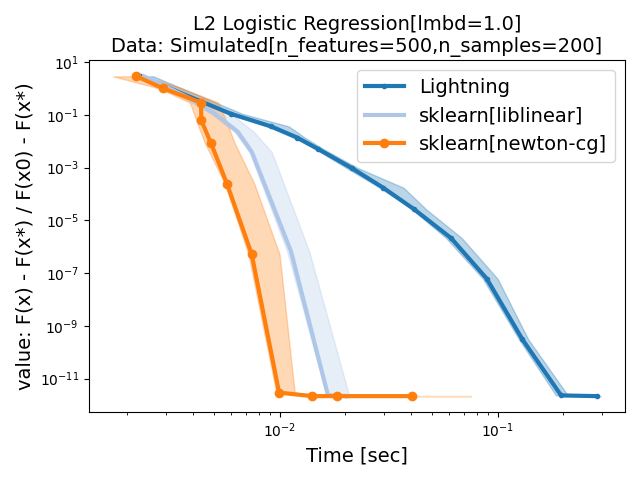 L2 Logistic Regression[lmbd=1.0]
Data: Simulated[n_features=500,n_samples=200]
value: F(x) - F(x*) / F(x0) - F(x*)
10¹
10⁻¹
10⁻³
10⁻⁵
10⁻⁷
10⁻⁹
10⁻¹¹
Lightning
sklearn[liblinear]
sklearn[newton-cg]
10⁻²
10⁻¹
Time [sec]